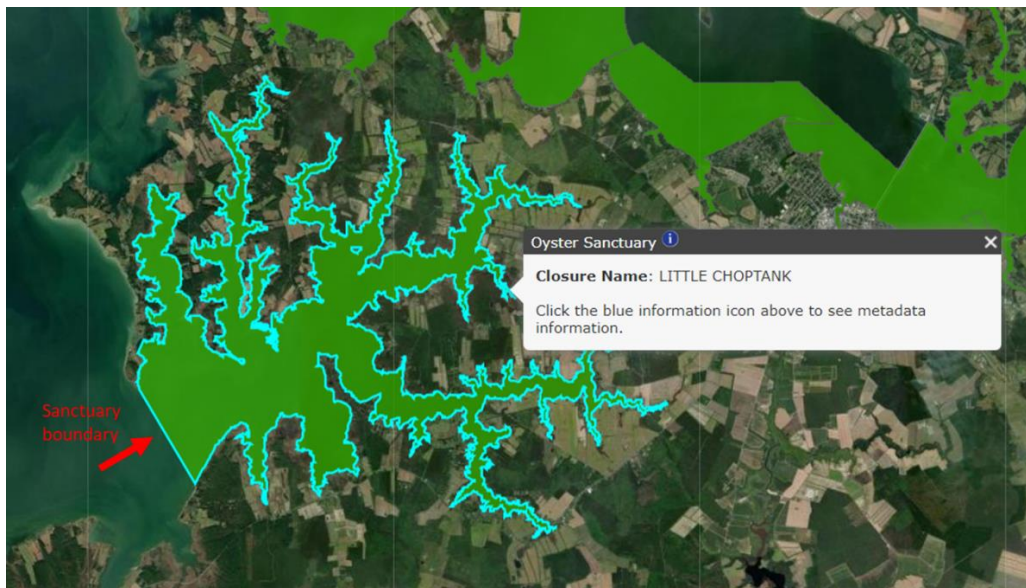 Oyster Sanctuary i
Closure Name: LITTLE CHOPTANK
Click the blue information icon above to see metadata
information.
Sanctuary
boundary